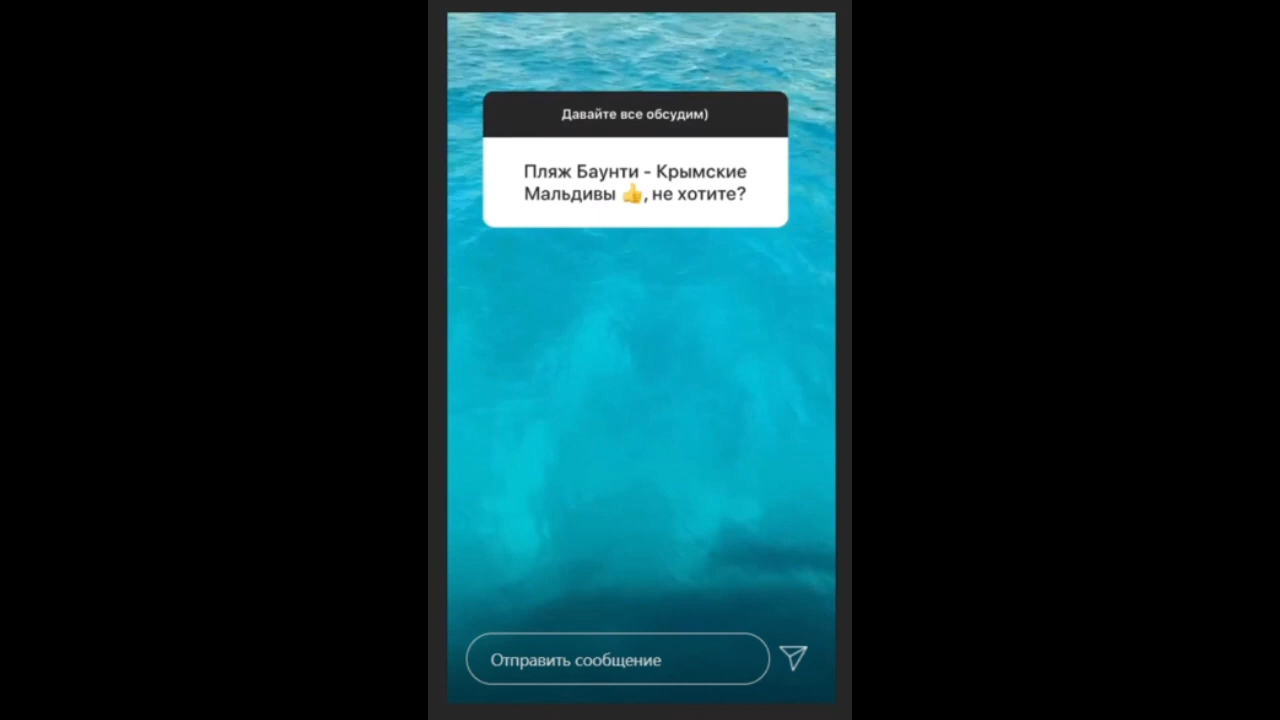 Давайте все обсудим)
Пляж Баунти - Крымские
Мальдивы 👍, не хотите?
Отправить сообщение